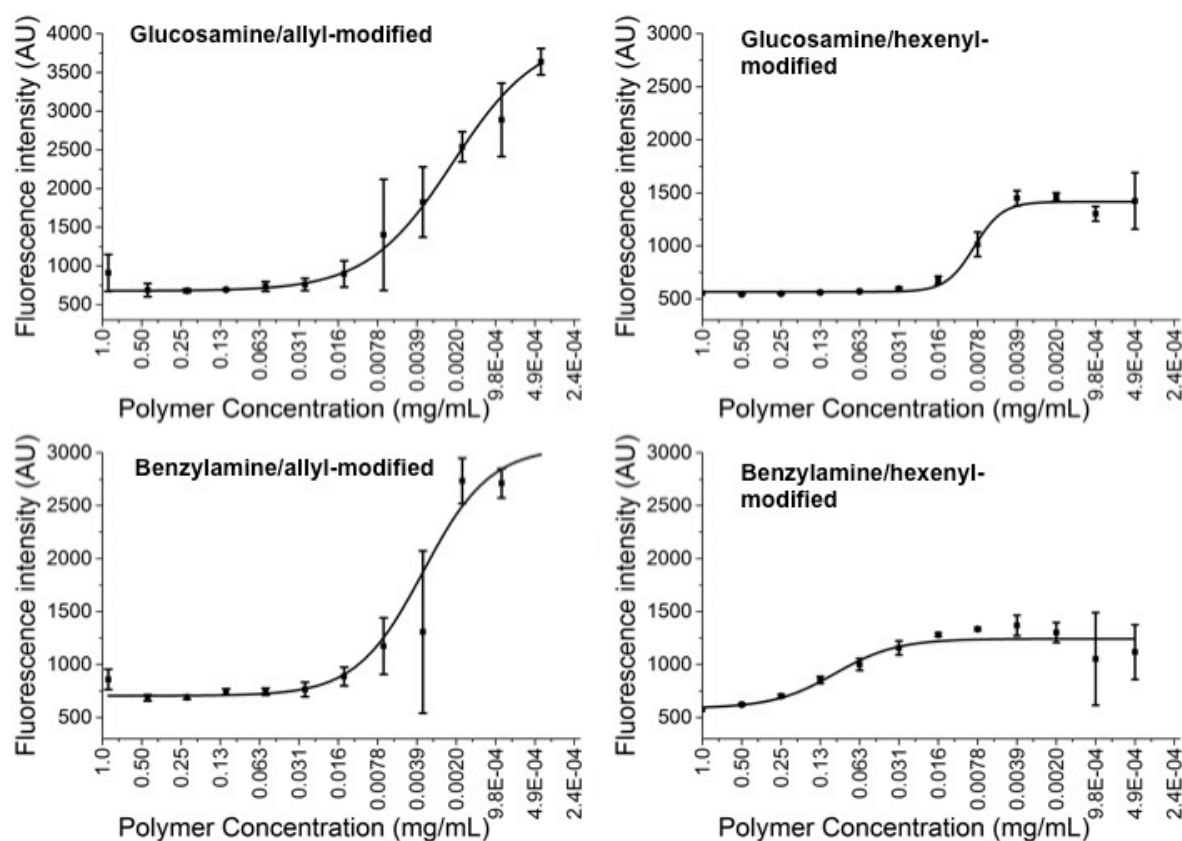 Fluorescence intensity (AU)
4000
3500
3000
2500
2000
1500
1000
500
Glucosamine/allyl-modified
1.0
0.50
0.25
0.13
0.063
0.0311
0.016
0.0078
0.0039
0.0020
9.8E-04
4.9E-04
2.4E-04
Polymer Concentration (mg/mL)
Fluorescence intensity (AU)
3000
2500
2000
1500
1000
500
Glucosamine/hexenyl-
modified
1.0
0.50
0.25
0.13
0.063
0.0311
0.016
0.0078
0.0039
0.0020
9.8E-04
4.9E-04
2.4E-04
Polymer Concentration (mg/mL)
Fluorescence intensity (AU)
3000
2500
2000
1500
1000
500
Benzylamine/allyl-modified
1.0
0.50
0.25
0.13
0.063
0.0311
0.016
0.0078
0.0039
0.0020
9.8E-04
4.9E-04
2.4E-04
Polymer Concentration (mg/mL)
Fluorescence intensity (AU)
3000
2500
2000
1500
1000
500
Benzylamine/hexenyl-
modified
1.0
0.50
0.25
0.13
0.063
0.0311
0.016
0.0078
0.0039
0.0020
9.8E-04
4.9E-04
2.4E-04
Polymer Concentration (mg/mL)